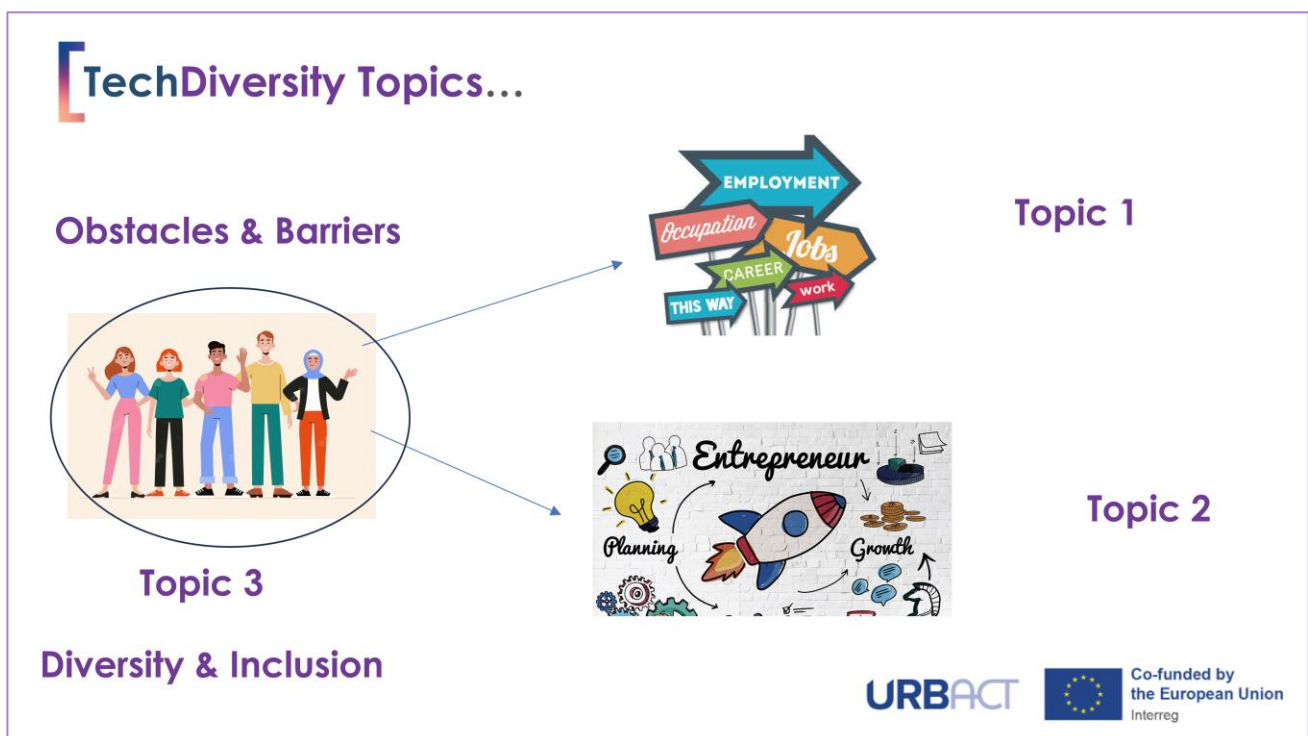 TechDiversity Topics...
Obstacles & Barriers
EMPLOYMENT
Occupation
Jobs
CAREER
THIS WAY
work
Topic 1
Entrepreneur
Planning
Growth
Topic 2
Topic 3
Diversity & Inclusion
URBACT
Co-funded by
the European Union
Interreg